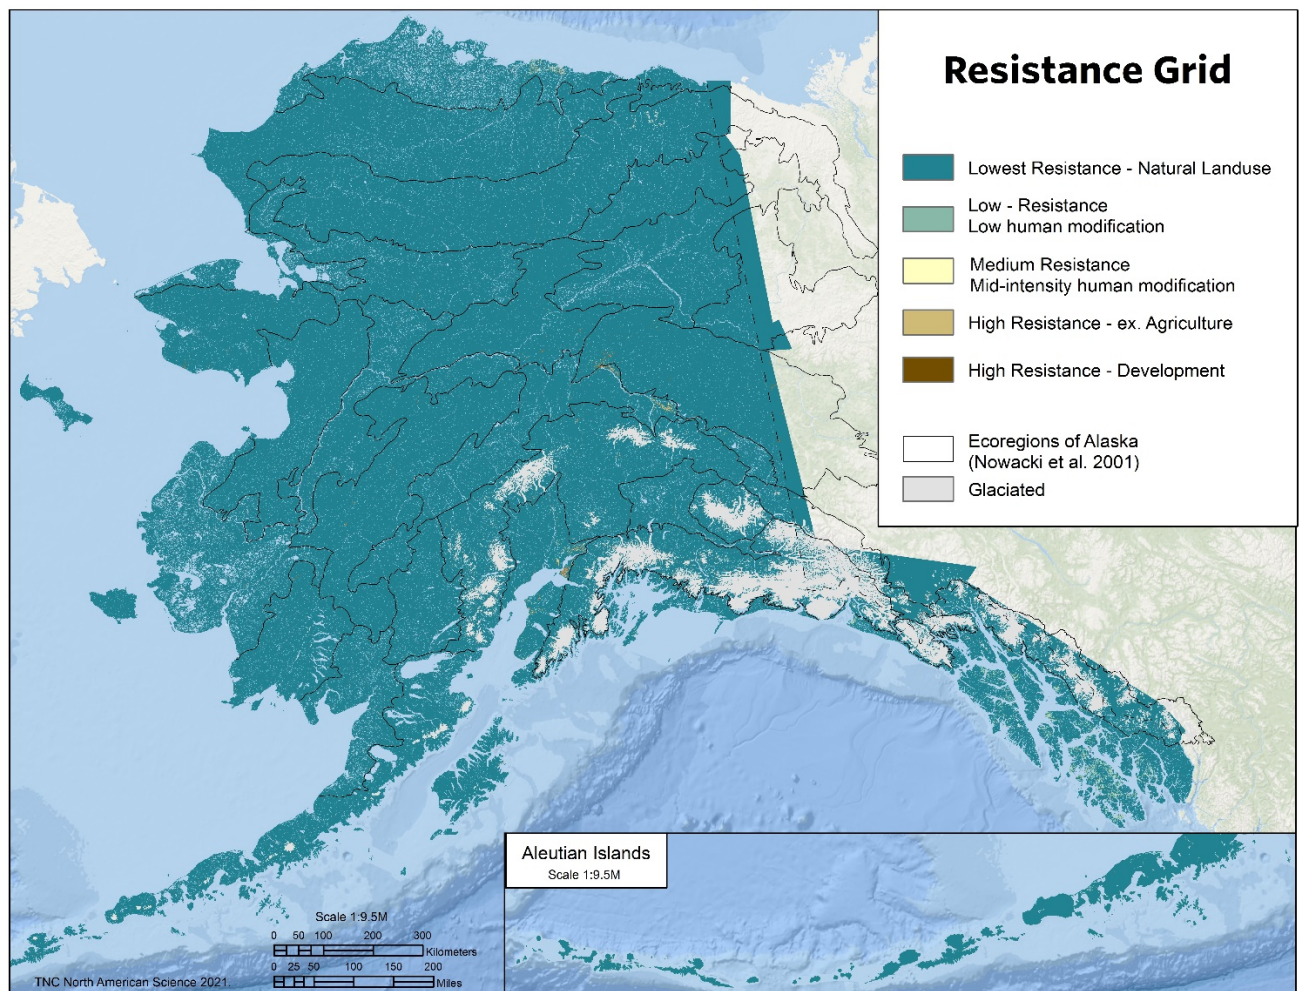 Resistance Grid
Lowest Resistance - Natural Landuse
Low - Resistance
Low human modification
Medium Resistance
Mid-intensity human modification
High Resistance - ex. Agriculture
High Resistance - Development
Ecoregions of Alaska
(Nowacki et al. 2001)
Glaciated
Aleutian Islands
Scale 1:9.5M
Scale 1:9.5M
0 50 100 200 300
Kilometers
0 25 50 100 150 200
Miles
TNC North American Science 2021.